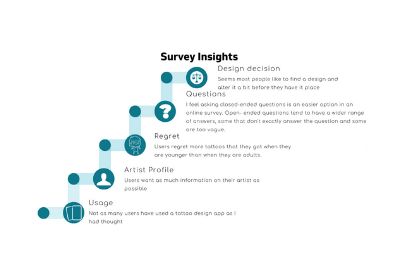 Survey Insights
Design decision
Seems most people like to find a design and
alter it a bit before they have it place
Questions
I feel asking closed-ended questions is an easier option in an
online survey. Open- ended questions tend to have a wider range
of answers, some that don't exactly answer the question and some
are too vague.
Regret
Users regret more tattoos that they got when they
are younger than when they are adults.
Artist Profile
Users want as much information on their artist as
possible
Usage
Not as many users have used a tattoo design app as I
had thought.